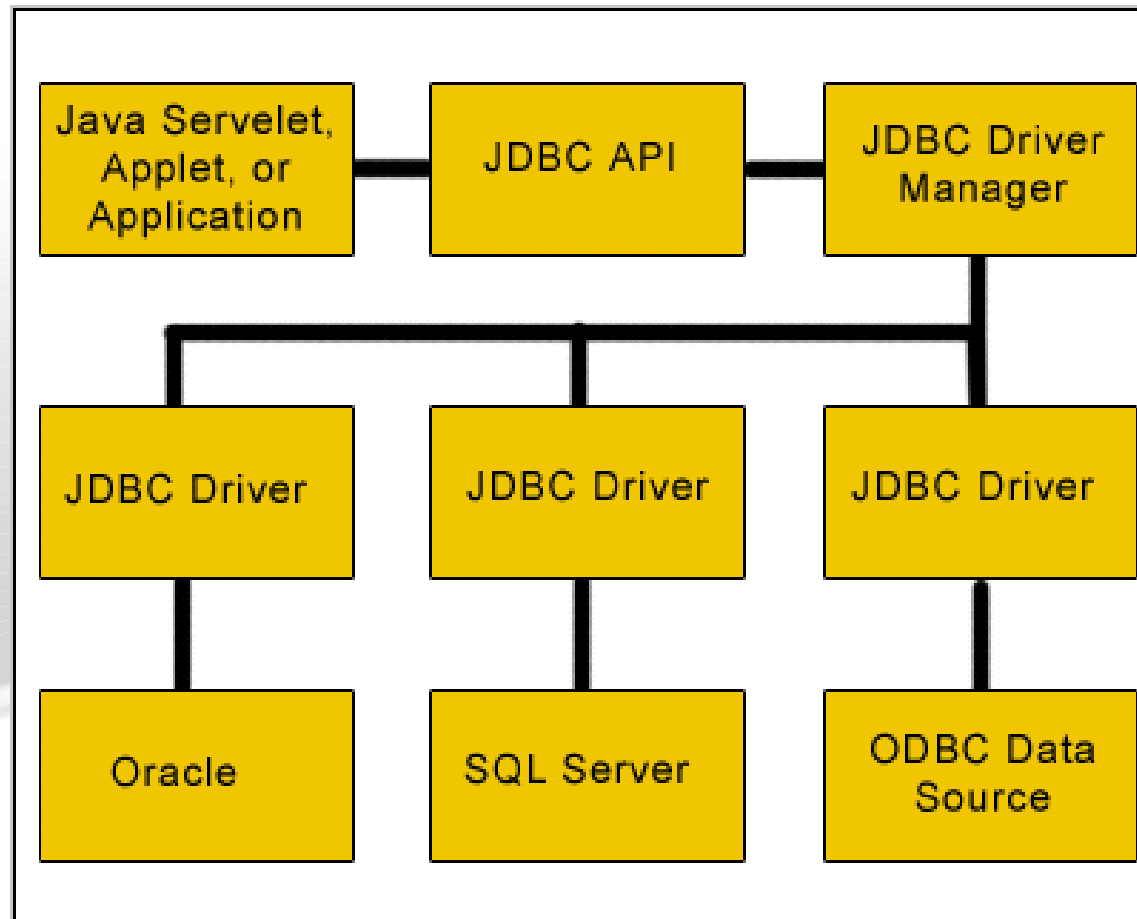 Java Servelet,
Applet, or
Application
JDBC API
JDBC Driver
Manager
JDBC Driver
JDBC Driver
JDBC Driver
Oracle
SQL Server
ODBC Data
Source